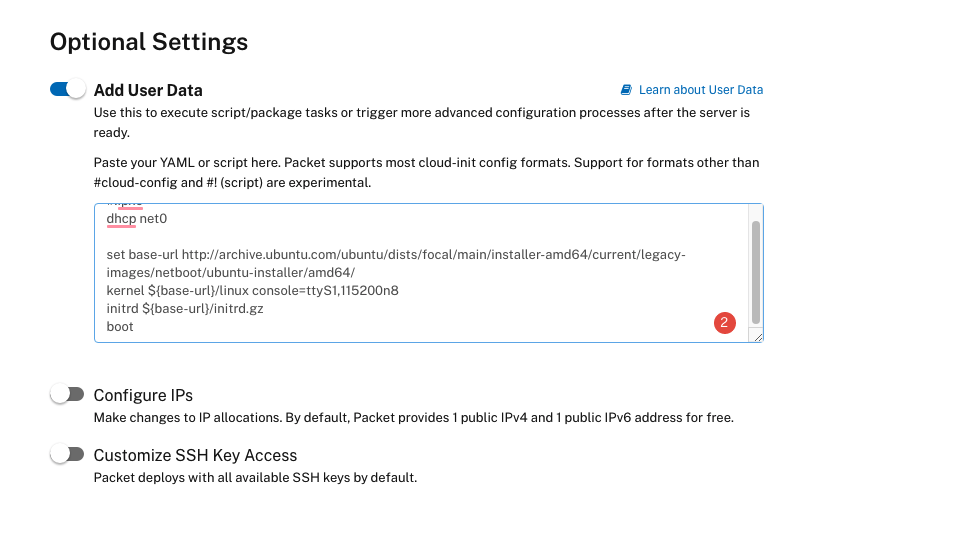 Optional Settings
Add User Data
Learn about User Data
Use this to execute script/package tasks or trigger more advanced configuration processes after the server is
ready.
Paste your YAML or script here. Packet supports most cloud-init config formats. Support for formats other than
#cloud-config and #! (script) are experimental.
dhcp net0
set base-url http://archive.ubuntu.com/ubuntu/dists/focal/main/installer-amd64/current/legacy-
images/netboot/ubuntu-installer/amd64/
kernel ${base-url}/linux console=ttyS1,115200n8
initrd ${base-url}/initrd.gz
boot
2
Configure IPs
Make changes to IP allocations. By default, Packet provides 1 public IPv4 and 1 public IPv6 address for free.
Customize SSH Key Access
Packet deploys with all available SSH keys by default.